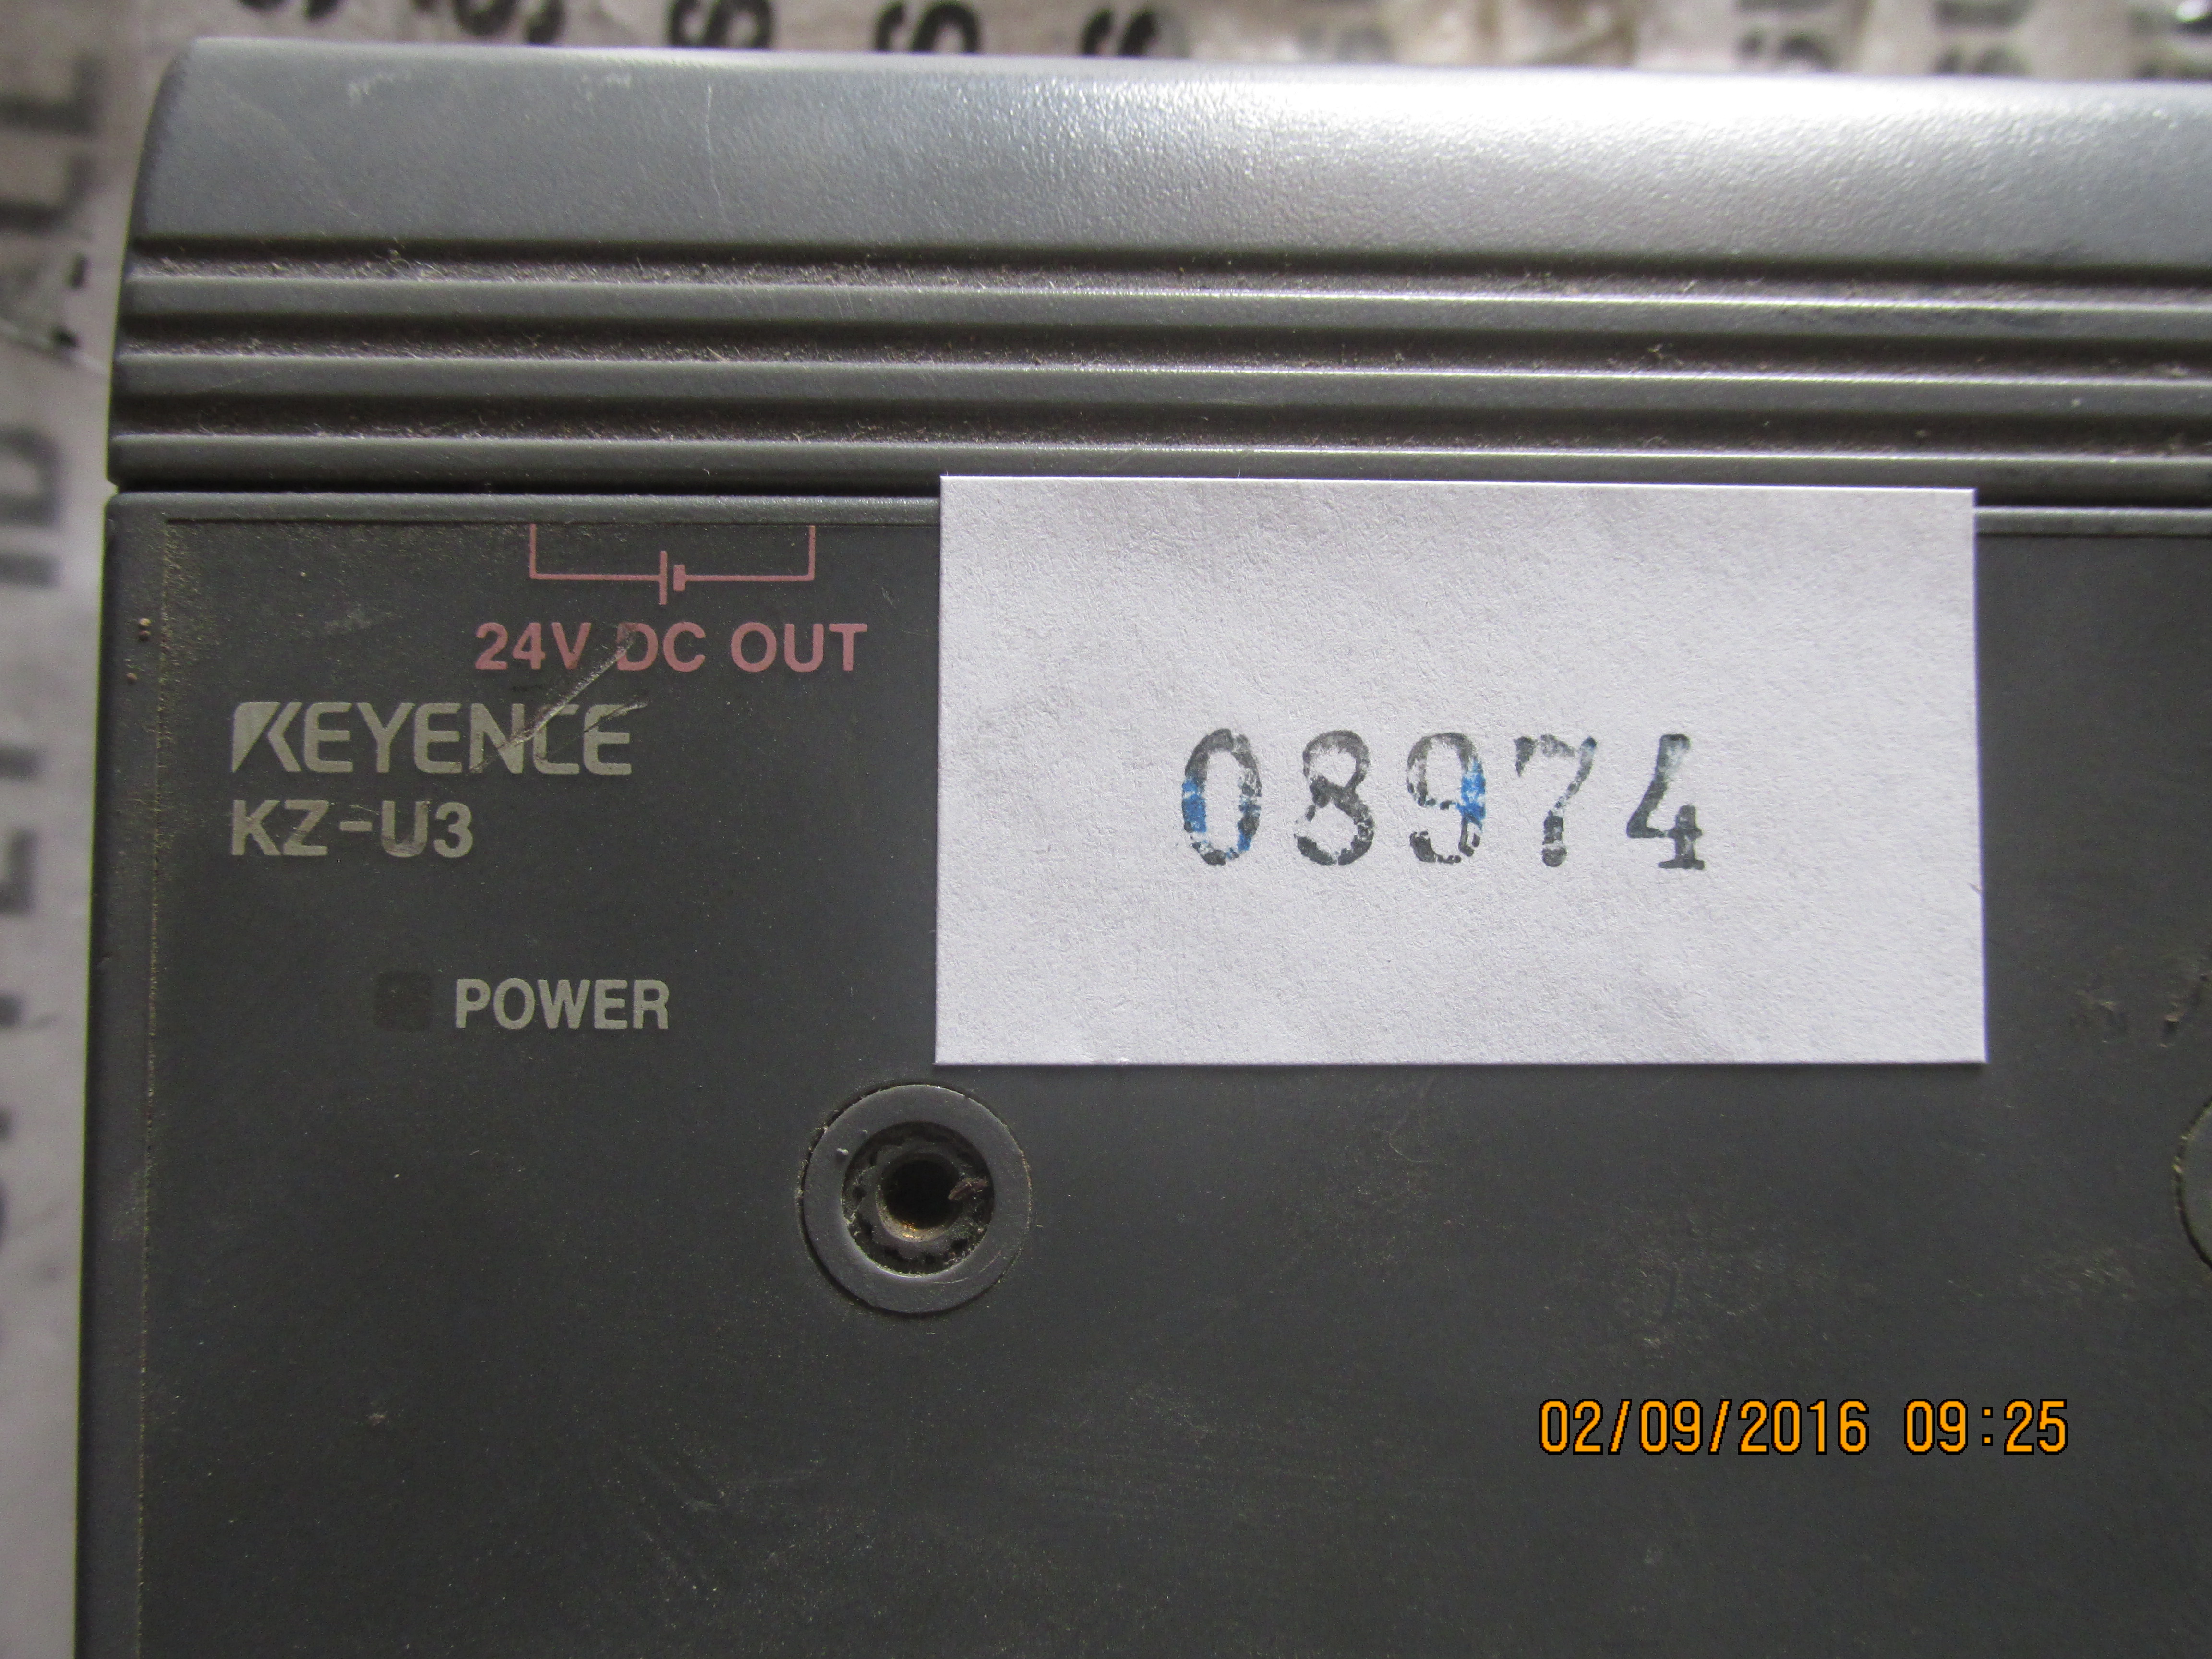 24V DC OUT
KEYENCE
KZ-U3
08974
POWER
02/09/2016 09:25